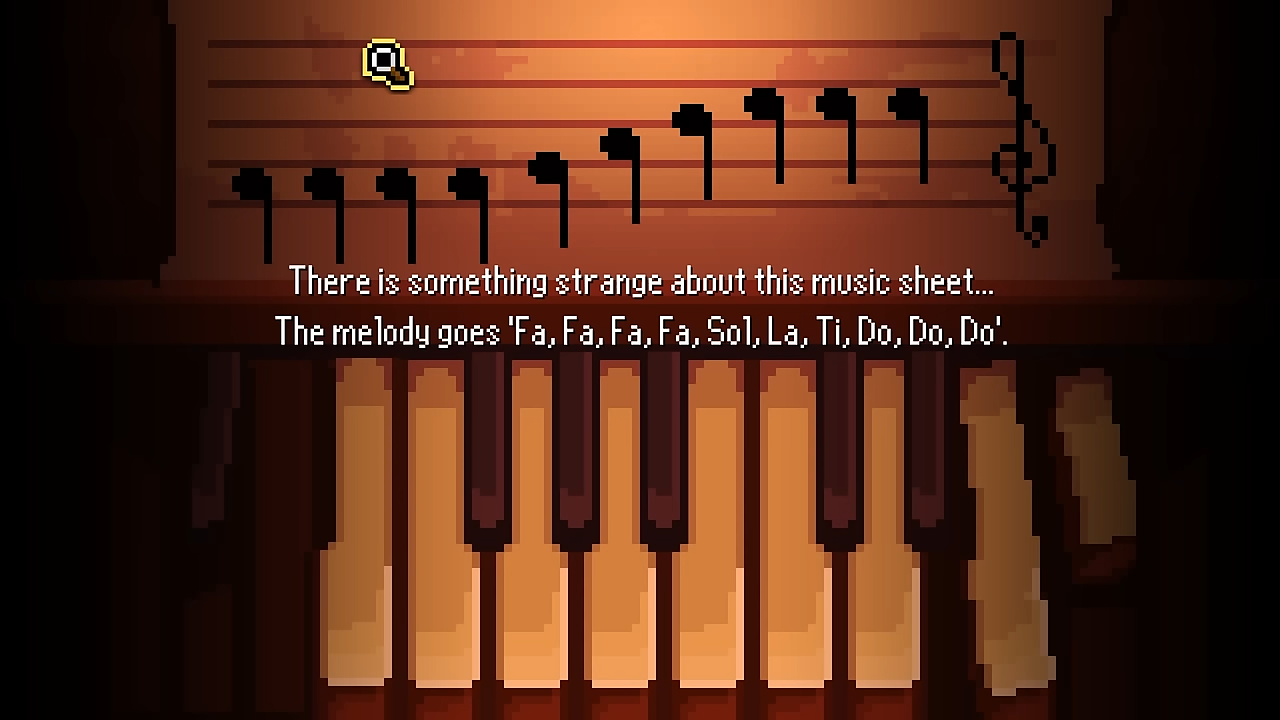 There is something strange about this music sheet...
The melody goes 'Fa, Fa, Fa, Fa, Sol, La, Ti, Do, Do, Do'.